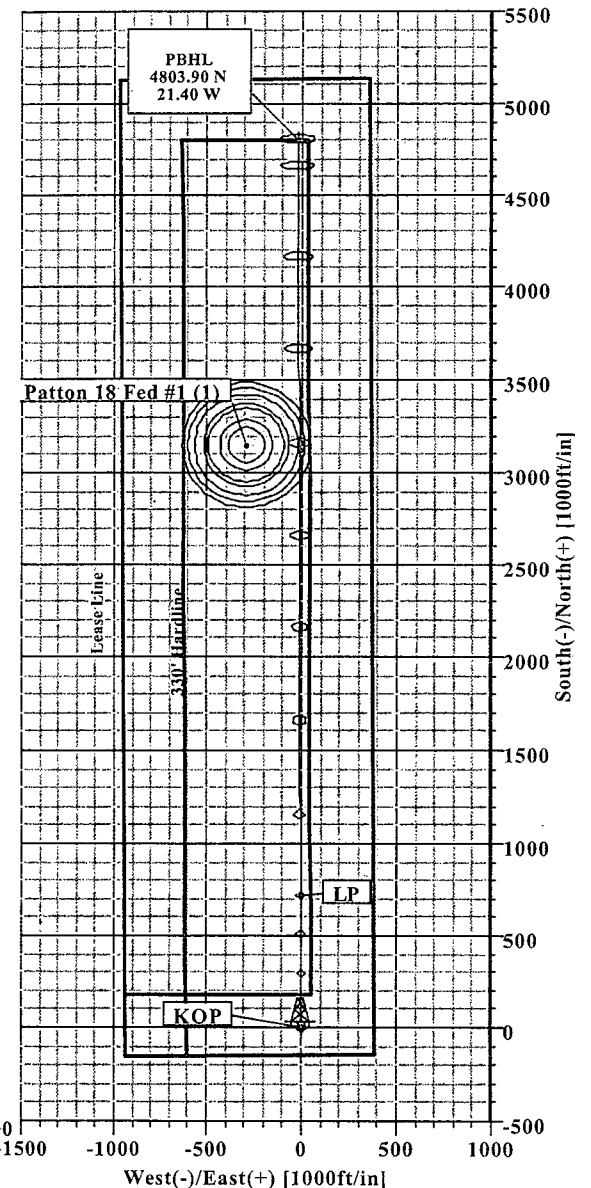 5500
PBHL
4803.90 N
21.40 W
5000
4500
4000
3500
Patton 18 Fed #1 (1)
3000
2500
Lease Line
330' Hardline
2000
1500
1000
LP
500
KOP
0
-500
South(-)/North(+) [1000ft/in]
0
-1500 -1000 -500 0 500 1000
West(-)/East(+) [1000ft/in]